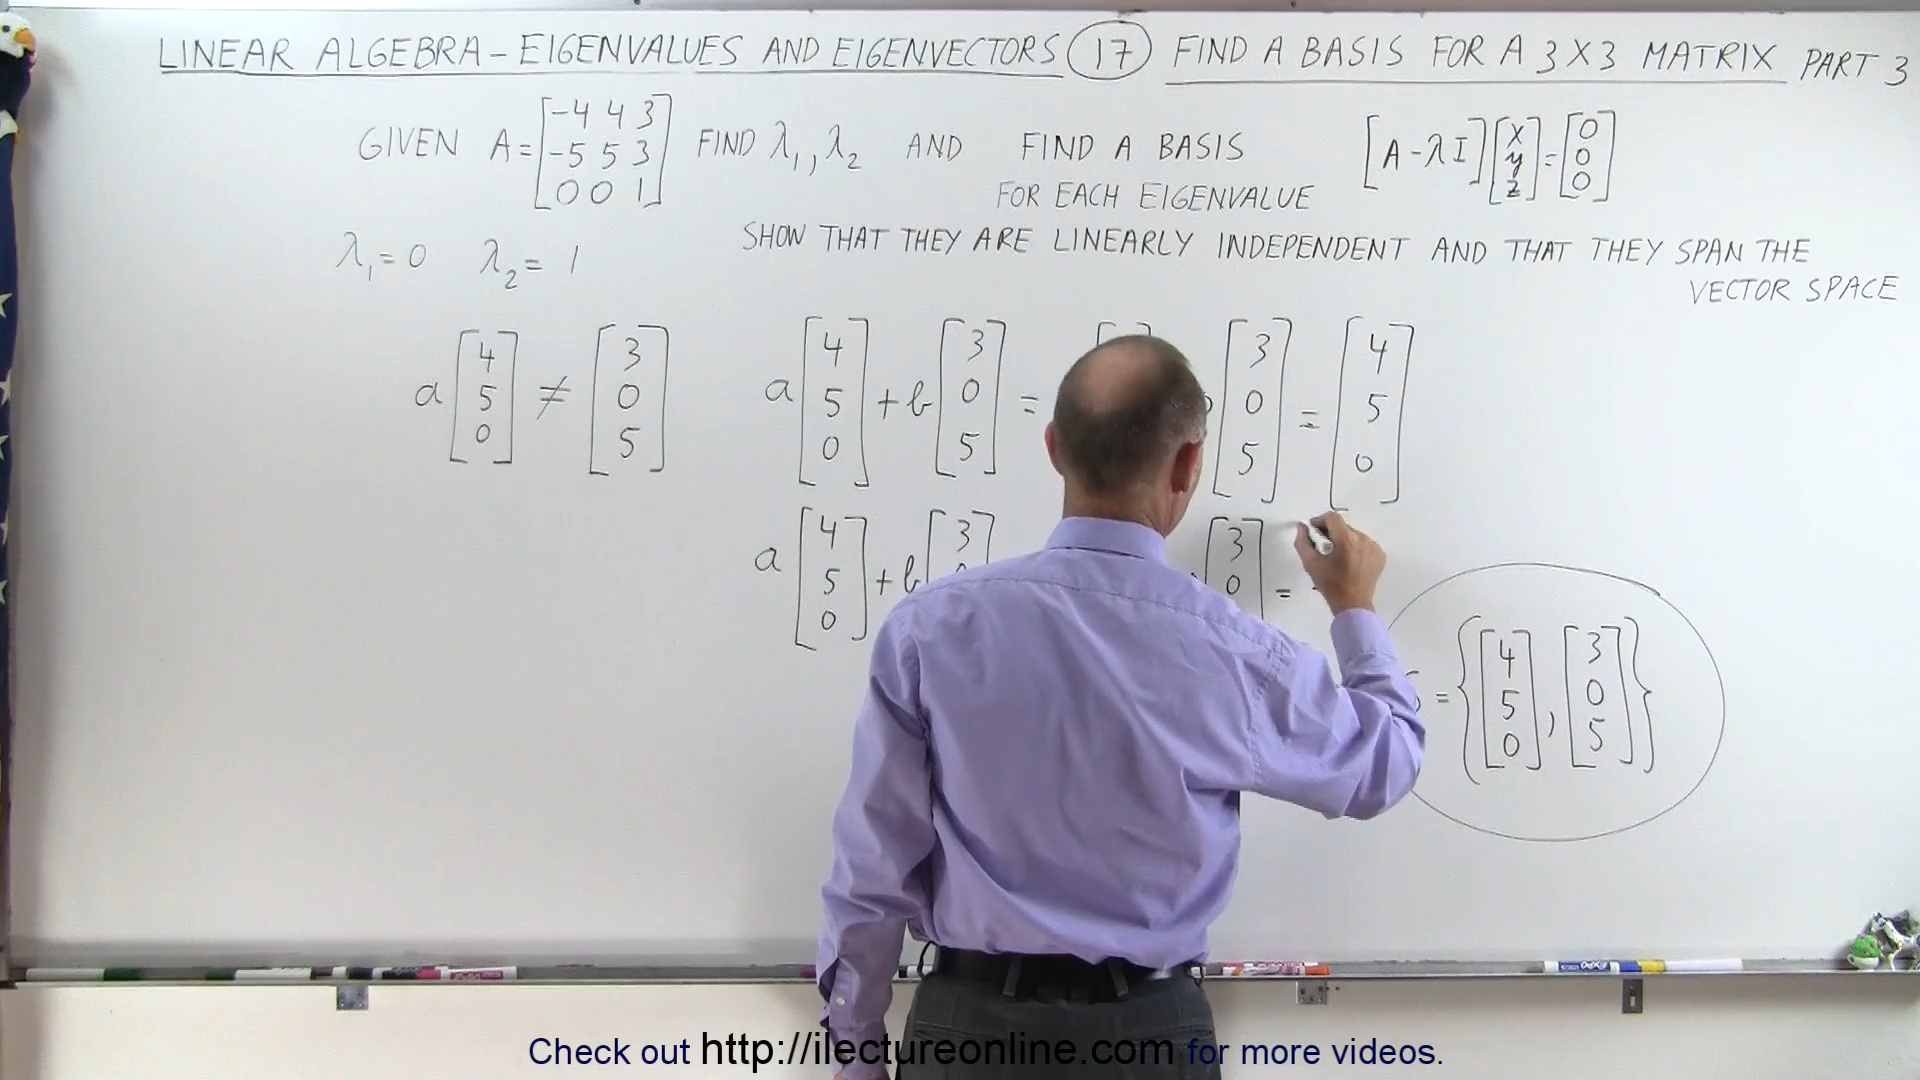 LINEAR ALGEBRA – EIGENVALUES AND EIGENVECTORS (17) FIND A BASIS FOR A 3X3 MATRIX PART 3
GIVEN A = [-4 4 3
-5 5 3
0 0 1] FIND λ₁, λ₂ AND FIND A BASIS
FOR EACH EIGENVALUE
[A - λI] [x y z] = [0 0 0]
λ₁ = 0 λ₂ = 1
SHOW THAT THEY ARE LINEARLY INDEPENDENT AND THAT THEY SPAN THE
VECTOR SPACE
a [4 5 0] ≠ [3 0 5]
a [4 5 0] + b [3 0 5] =
[3 0 5] = [4 5 0]
a [4 5 0] + b [3
[3 0 =
= {[4 5 0], [3 0 5]}
Check out http://ilectureonline.com for more videos.